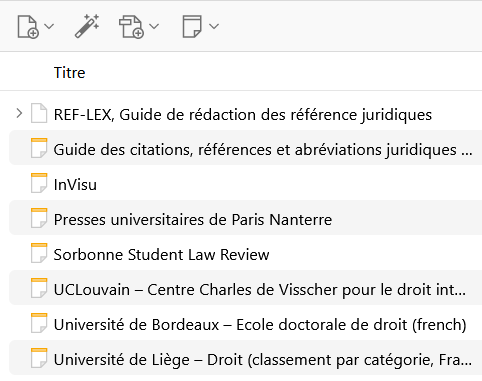 Titre
REF-LEX, Guide de rédaction des référence juridiques
Guide des citations, références et abréviations juridiques ...
InVisu
Presses universitaires de Paris Nanterre
Sorbonne Student Law Review
UCLouvain – Centre Charles de Visscher pour le droit int...
Université de Bordeaux – Ecole doctorale de droit (french)
Université de Liège – Droit (classement par catégorie, Fra...